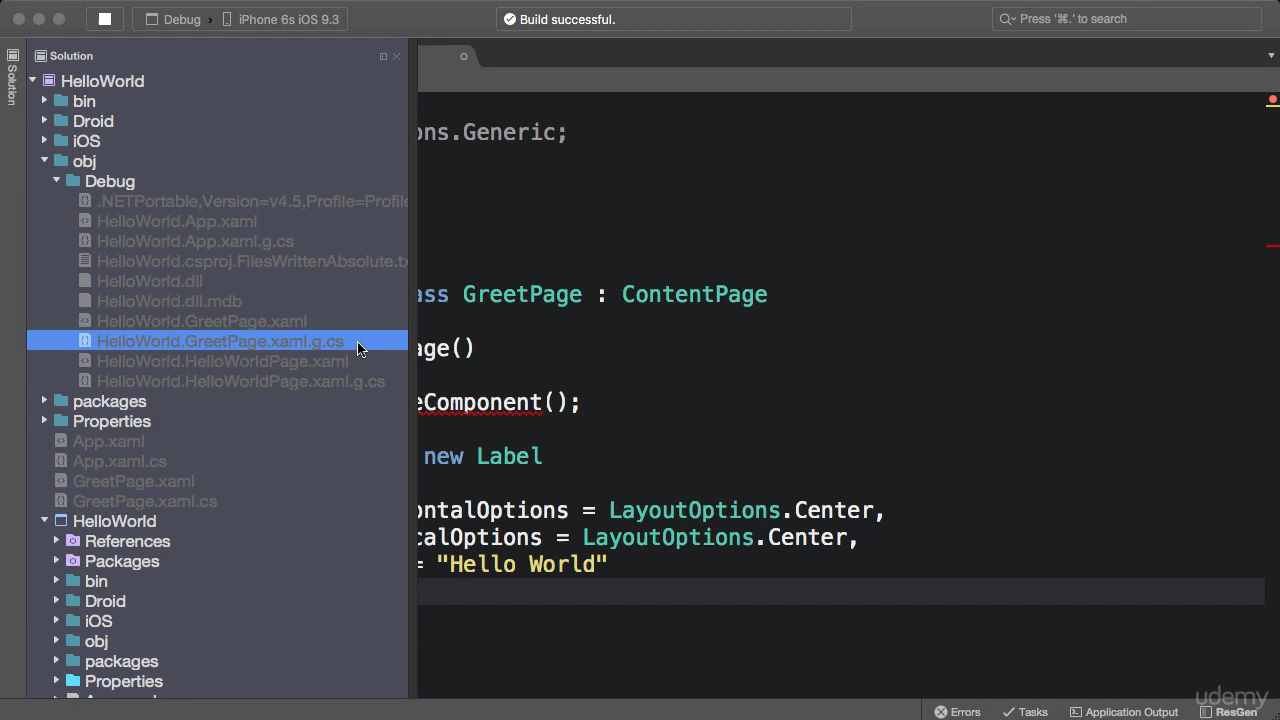 Debug › iPhone 6s iOS 9.3
Build successful.
Press '⌘.' to search
Solution
Solution
HelloWorld
bin
Droid
iOS
obj
Debug
.NETPortable,Version=v4.5,Profile=Profile
HelloWorld.App.xaml
HelloWorld.App.xaml.g.cs
HelloWorld.csproj.FilesWrittenAbsolute.tx
HelloWorld.dll
HelloWorld.dll.mdb
HelloWorld.GreetPage.xaml
HelloWorld.GreetPage.xaml.g.cs
HelloWorld.HelloWorldPage.xaml
HelloWorld.HelloWorldPage.xaml.g.cs
packages
Properties
App.xaml
App.xaml.cs
GreetPage.xaml
GreetPage.xaml.cs
HelloWorld
References
Packages
bin
Droid
iOS
obj
packages
Properties
ons.Generic;
ass GreetPage : ContentPage
age()
eComponent();
new Label
ontalOptions = LayoutOptions.Center,
calOptions = LayoutOptions.Center,
= "Hello World"
udemy
Errors
Tasks
Application Output
ResGen